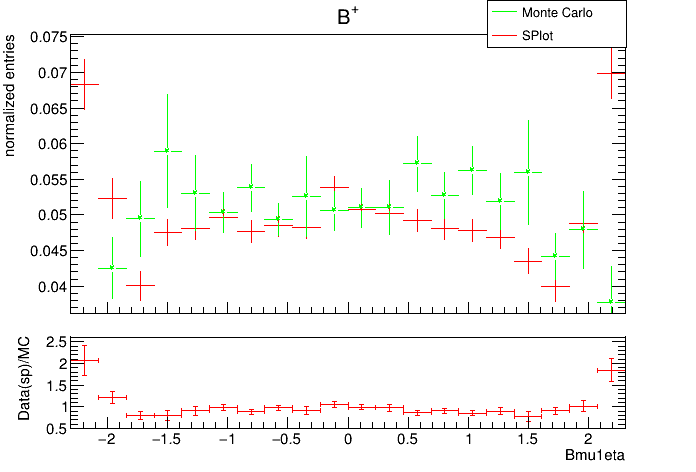 B+
Monte Carlo
SPlot
normalized entries
0.075
0.07
0.065
0.06
0.055
0.05
0.045
0.04
Data(sp)/MC
2.5
2
1.5
1
0.5
−2 −1.5 −1 −0.5 0 0.5 1 1.5 2
Bmu1eta